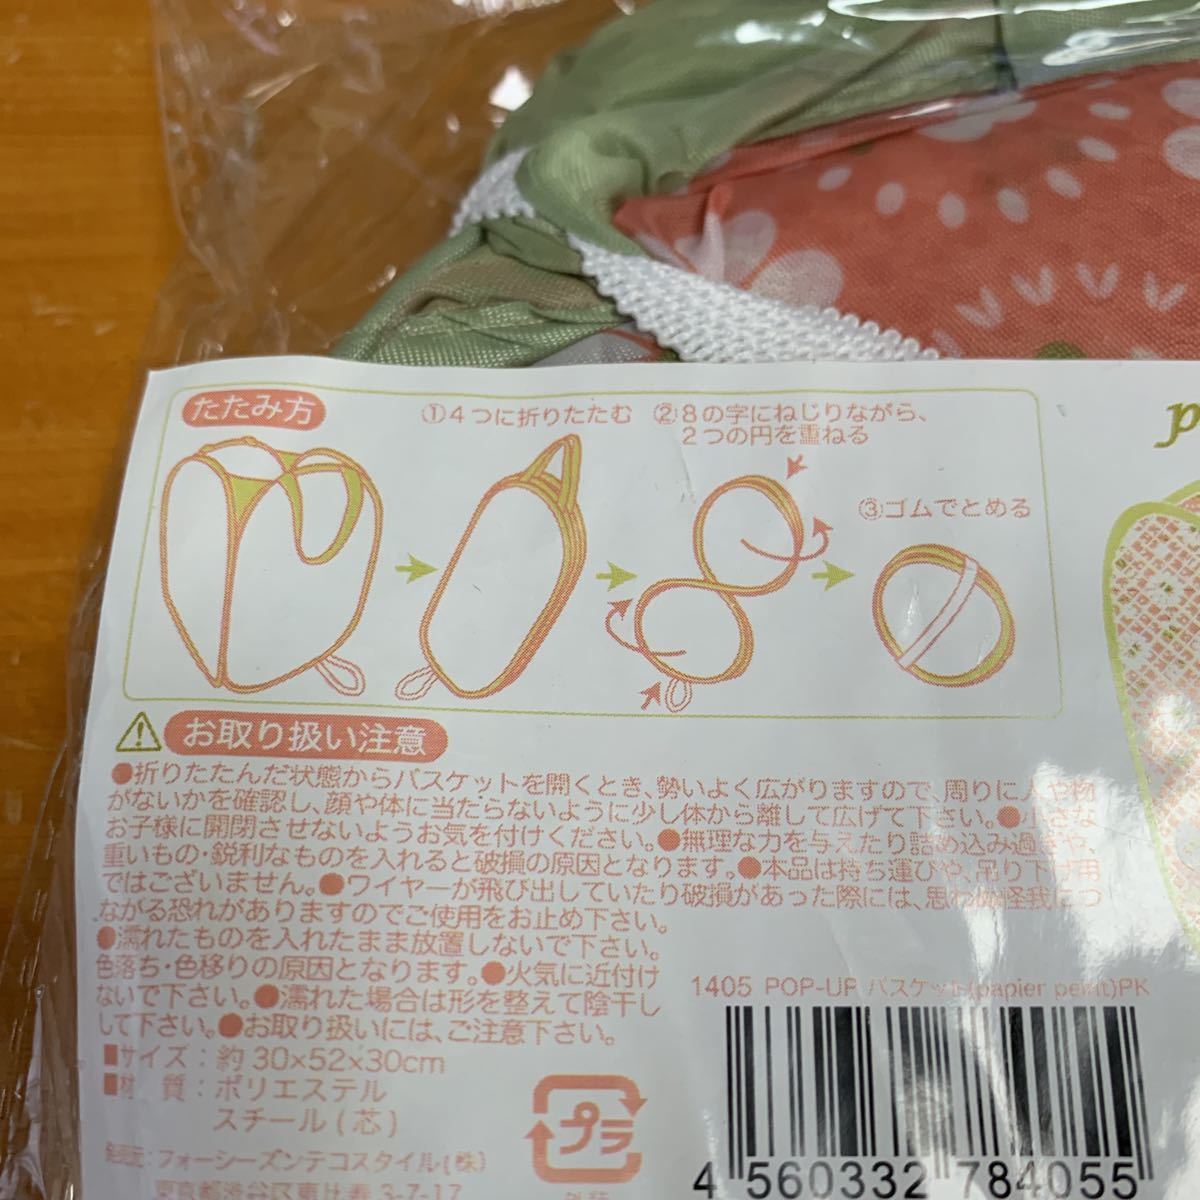 たたみ方
①４つに折りたたむ
②８の字にねじりながら、
２つの円を重ねる
③ゴムでとめる
p
お取り扱い注意
●折りたたんだ状態からバスケットを開くとき、勢いよく広がりますので、周りに人や物
がないかを確認し、顔や体に当たらないように少し体から離して広げて下さい。●小さな
お子様に開閉させないようお気を付けください。●無理な力を与えたり詰め込み過ぎや、
重いもの・鋭利なものを入れると破損の原因となります。●本品は持ち運びや、吊り下げ用
ではございません。●ワイヤーが飛び出していたり破損があった際には、思わぬ怪我につ
ながる恐れがありますのでご使用をお止め下さい。
●濡れたものを入れたまま放置しないで下さい。
色落ち・色移りの原因となります。●火気に近付け
ないで下さい。●濡れた場合は形を整えて陰干し
して下さい。●お取り扱いには、ご注意下さい。
■サイズ：約30×52×30cm
■材　質：ポリエステル
スチール(芯)
発売元：フォーシーズンテコスタイル(株)
東京都渋谷区恵比寿 3-7-17
プラ
外装
1405 POP-UP バスケット(papier peint)PK
4 560332 784055